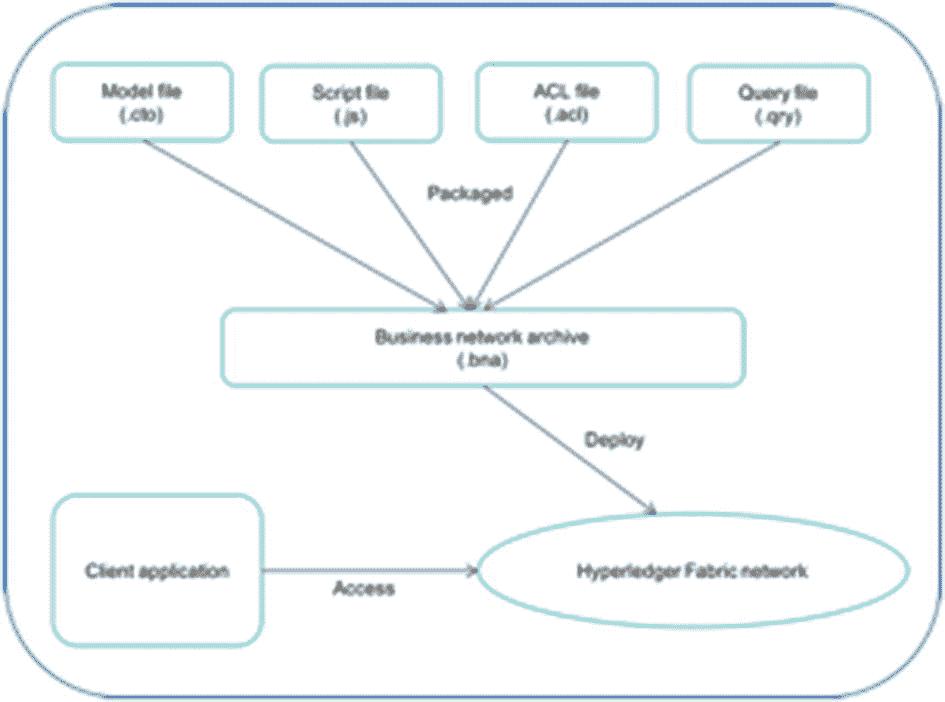 Model file
(.cto)
Script file
(.js)
ACL file
(.acl)
Query file
(.qry)
Packaged
Business network archive
(.bna)
Deploy
Client application
Access
Hyperledger Fabric network